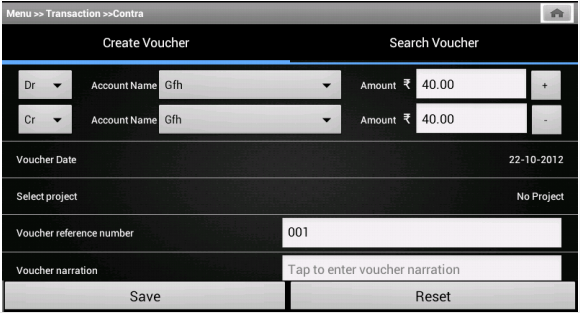 Menu >> Transaction >>Contra
Create Voucher Search Voucher
Dr Account Name Gfh Amount ₹ 40.00 +
Cr Account Name Gfh Amount ₹ 40.00 -
Voucher Date 22-10-2012
Select project No Project
Voucher reference number 001
Voucher narration Tap to enter voucher narration
Save Reset